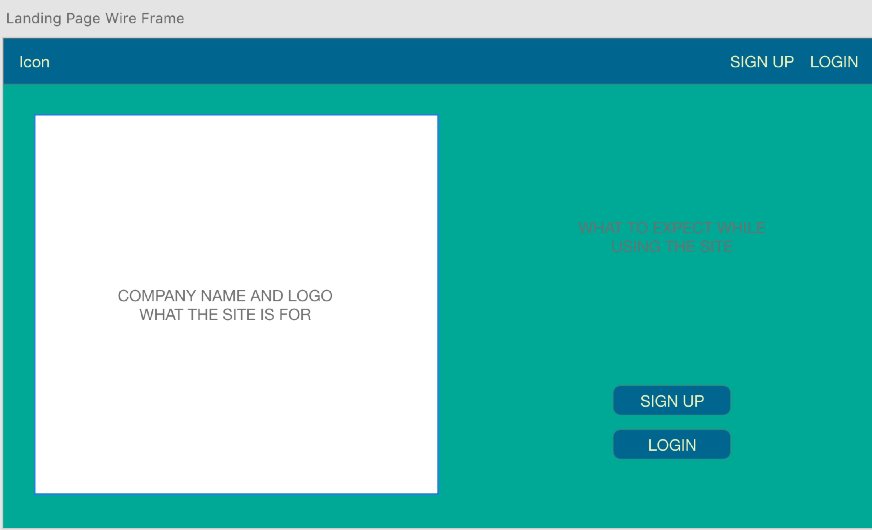 Landing Page Wire Frame
Icon
SIGN UP
LOGIN
COMPANY NAME AND LOGO
WHAT THE SITE IS FOR
WHAT TO EXPECT WHILE
USING THE SITE
SIGN UP
LOGIN